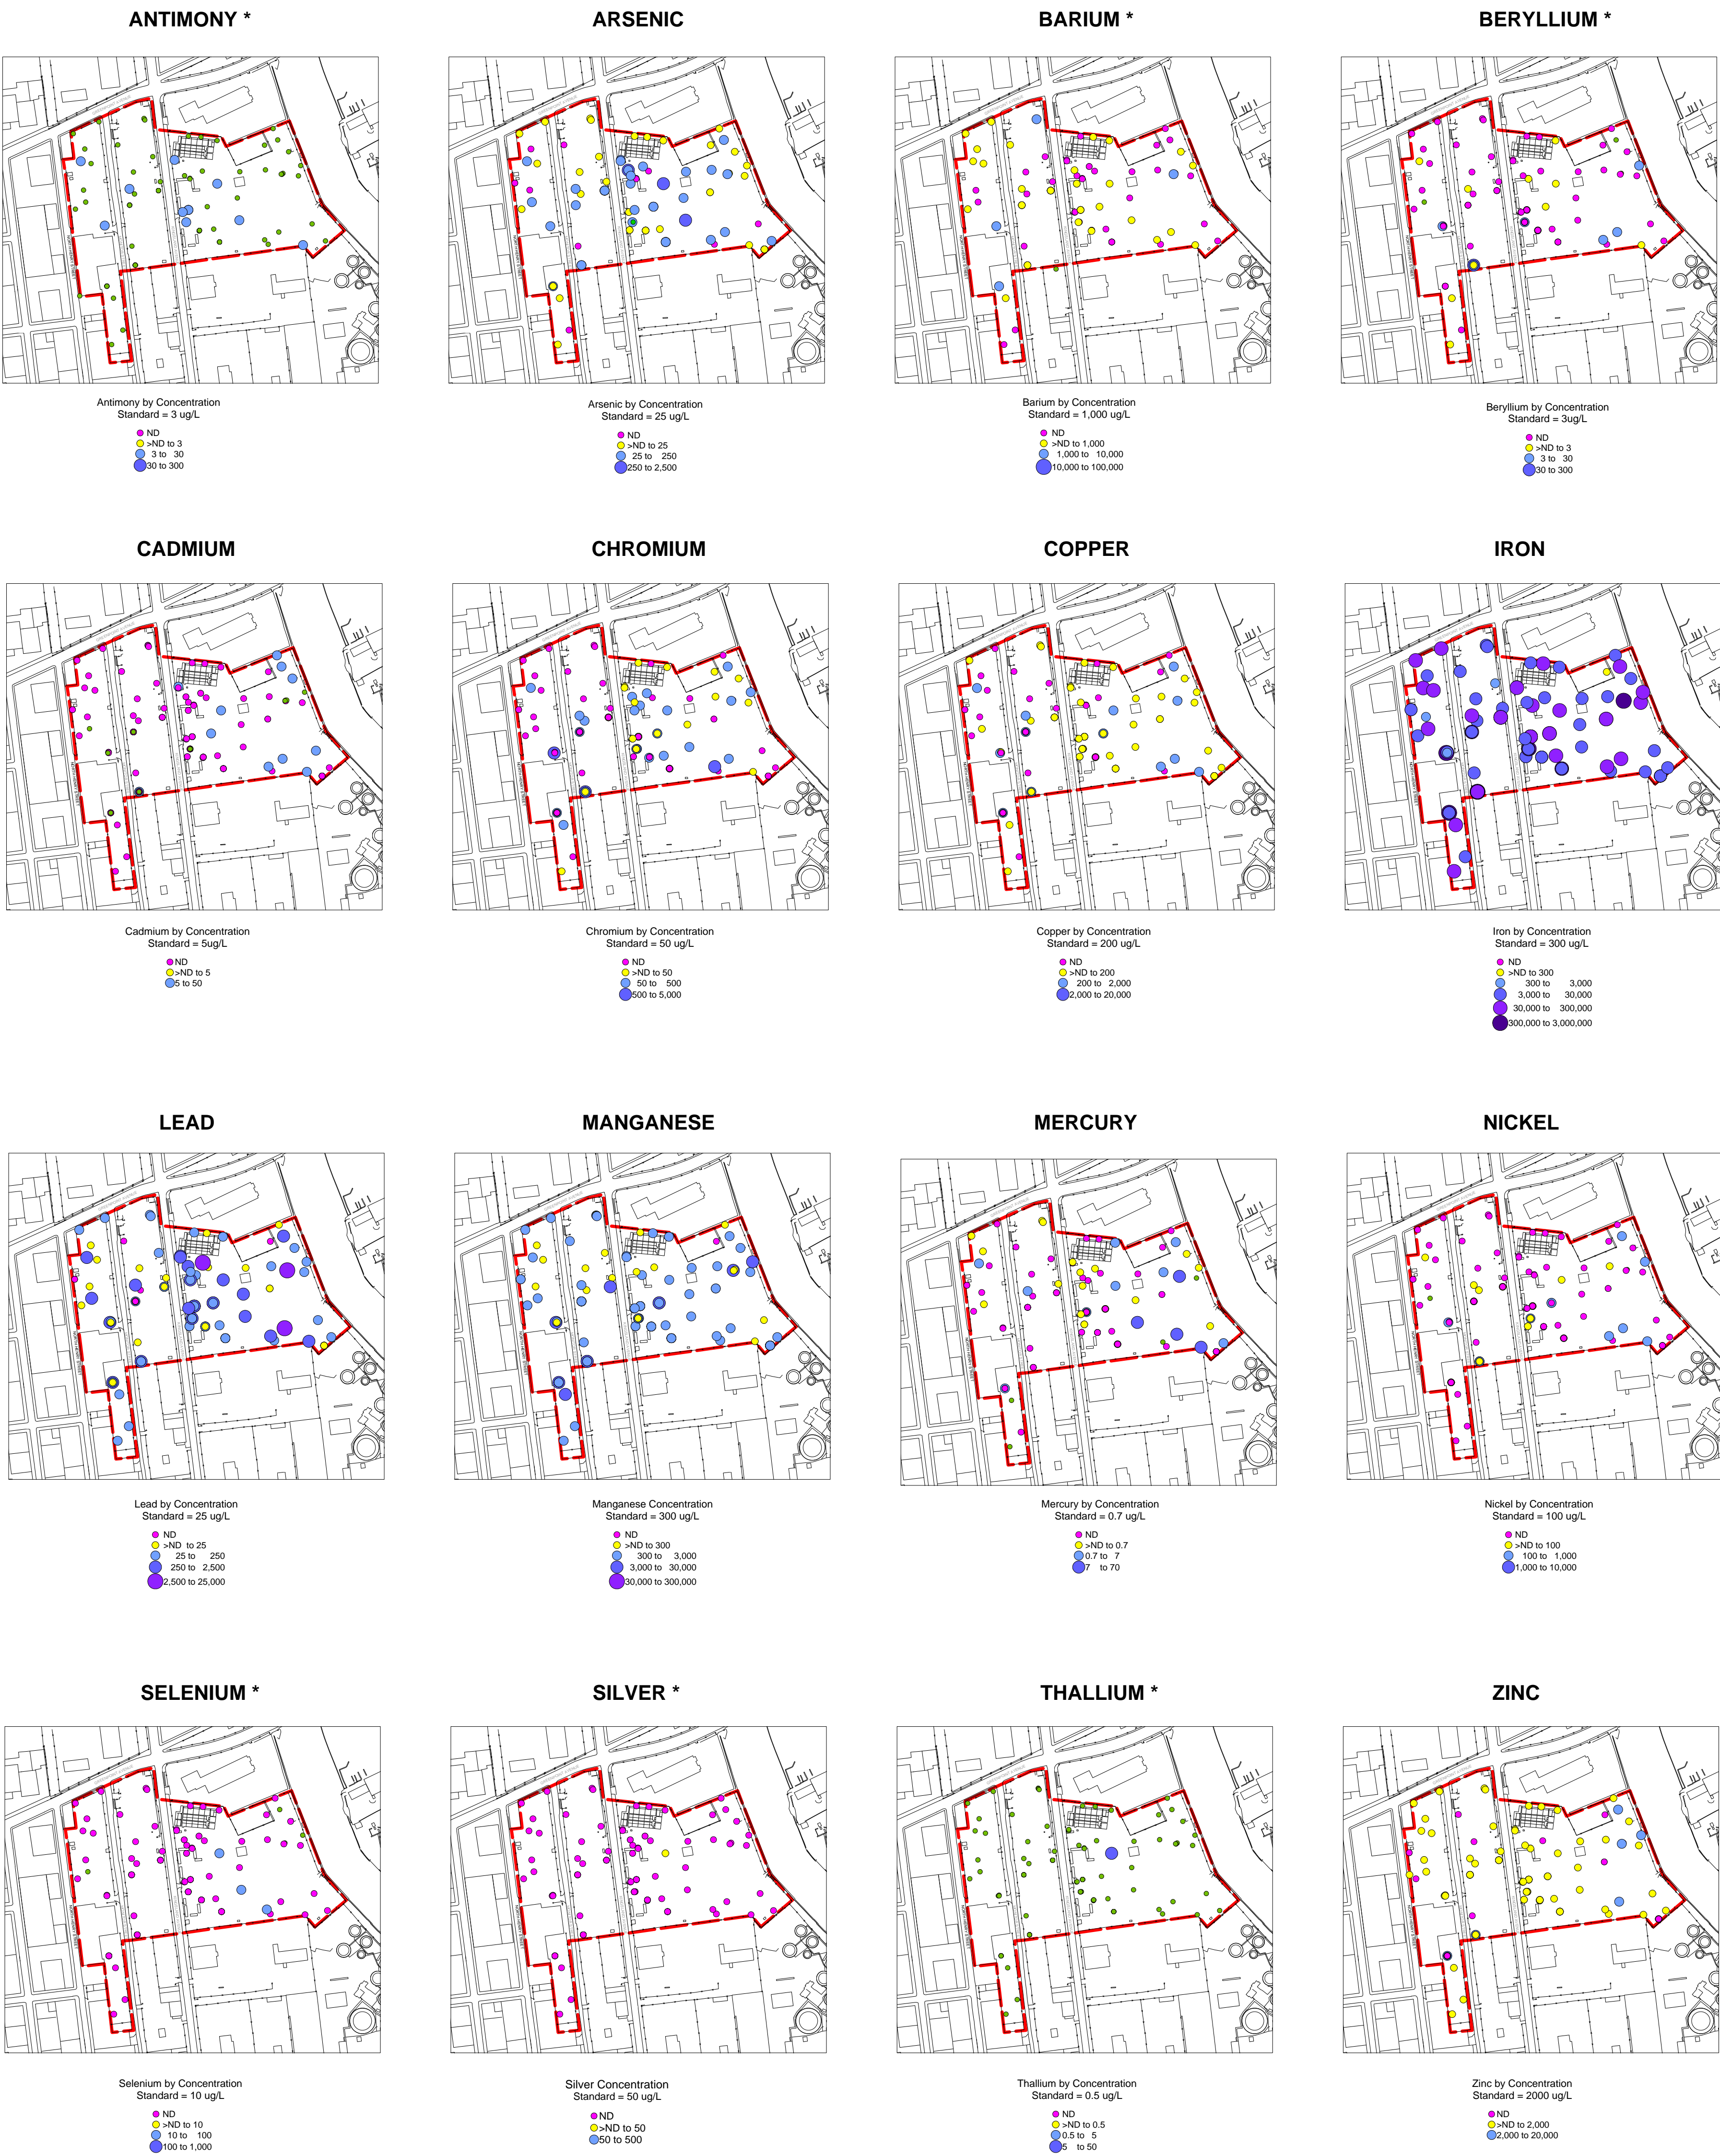 ANTIMONY *
ARSENIC
BARIUM *
BERYLLIUM *
Antimony by Concentration
Standard = 3 ug/L
ND
>ND to 3
3 to 30
30 to 300
Arsenic by Concentration
Standard = 25 ug/L
ND
>ND to 25
25 to 250
250 to 2,500
Barium by Concentration
Standard = 1,000 ug/L
ND
>ND to 1,000
1,000 to 10,000
10,000 to 100,000
Beryllium by Concentration
Standard = 3ug/L
ND
>ND to 3
3 to 30
30 to 300
CADMIUM
CHROMIUM
COPPER
IRON
Cadmium by Concentration
Standard = 5ug/L
ND
>ND to 5
5 to 50
Chromium by Concentration
Standard = 50 ug/L
ND
>ND to 50
50 to 500
500 to 5,000
Copper by Concentration
Standard = 200 ug/L
ND
>ND to 200
200 to 2,000
2,000 to 20,000
Iron by Concentration
Standard = 300 ug/L
ND
>ND to 300
300 to 3,000
3,000 to 30,000
30,000 to 300,000
300,000 to 3,000,000
LEAD
MANGANESE
MERCURY
NICKEL
Lead by Concentration
Standard = 25 ug/L
ND
>ND to 25
25 to 250
250 to 2,500
2,500 to 25,000
Manganese Concentration
Standard = 300 ug/L
ND
>ND to 300
300 to 3,000
3,000 to 30,000
30,000 to 300,000
Mercury by Concentration
Standard = 0.7 ug/L
ND
>ND to 0.7
0.7 to 7
7 to 70
Nickel by Concentration
Standard = 100 ug/L
ND
>ND to 100
100 to 1,000
1,000 to 10,000
SELENIUM *
SILVER *
THALLIUM *
ZINC
Selenium by Concentration
Standard = 10 ug/L
ND
>ND to 10
10 to 100
100 to 1,000
Silver Concentration
Standard = 50 ug/L
ND
>ND to 50
50 to 500
Thallium by Concentration
Standard = 0.5 ug/L
ND
>ND to 0.5
0.5 to 5
5 to 50
Zinc by Concentration
Standard = 2000 ug/L
ND
>ND to 2,000
2,000 to 20,000